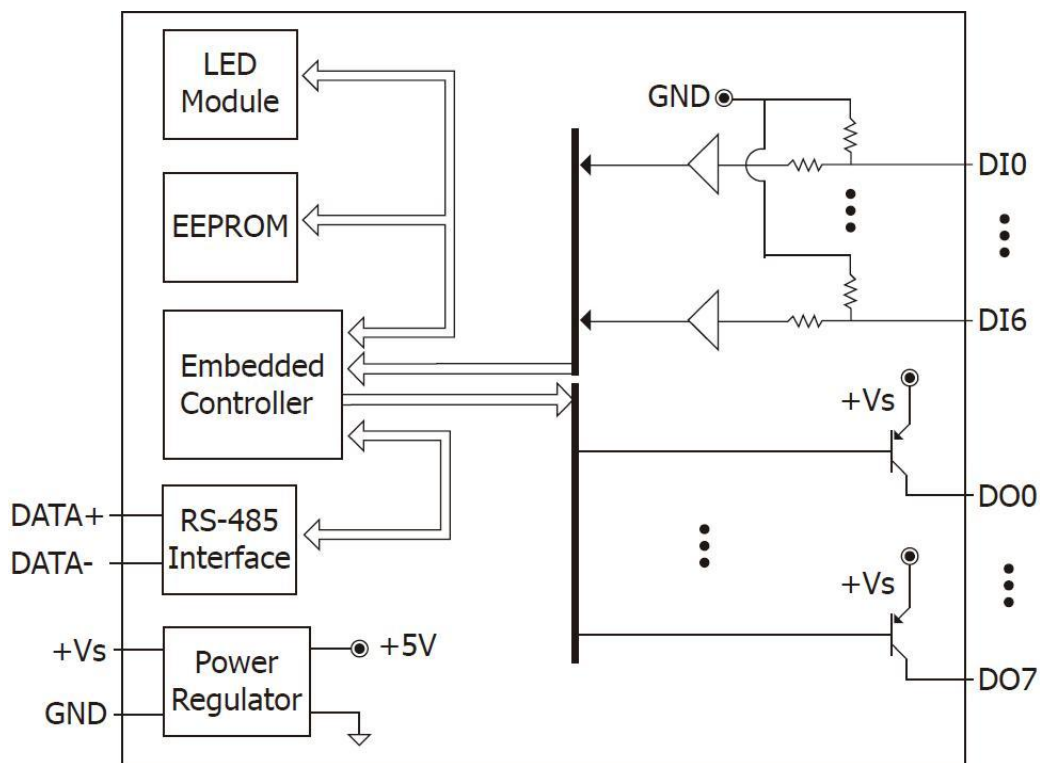 LED
Module
GND
DI0
EEPROM
DI6
Embedded
Controller
+Vs
DO0
DATA+
DATA-
RS-485
Interface
+Vs
DO7
+Vs
GND
Power
Regulator
+5V